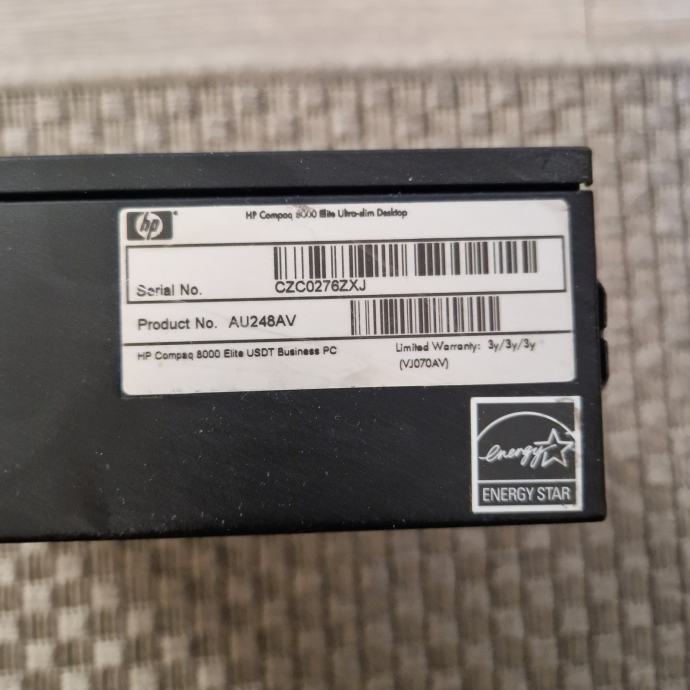 hp
HP Compaq 8000 Elite Ultra-slim Desktop
Serial No.
CZC0276ZXJ
Product No. AU248AV
HP Compaq 8000 Elite USDT Business PC
Limited Warranty: 3y/3y/3y
(VJ070AV)
energy
ENERGY STAR